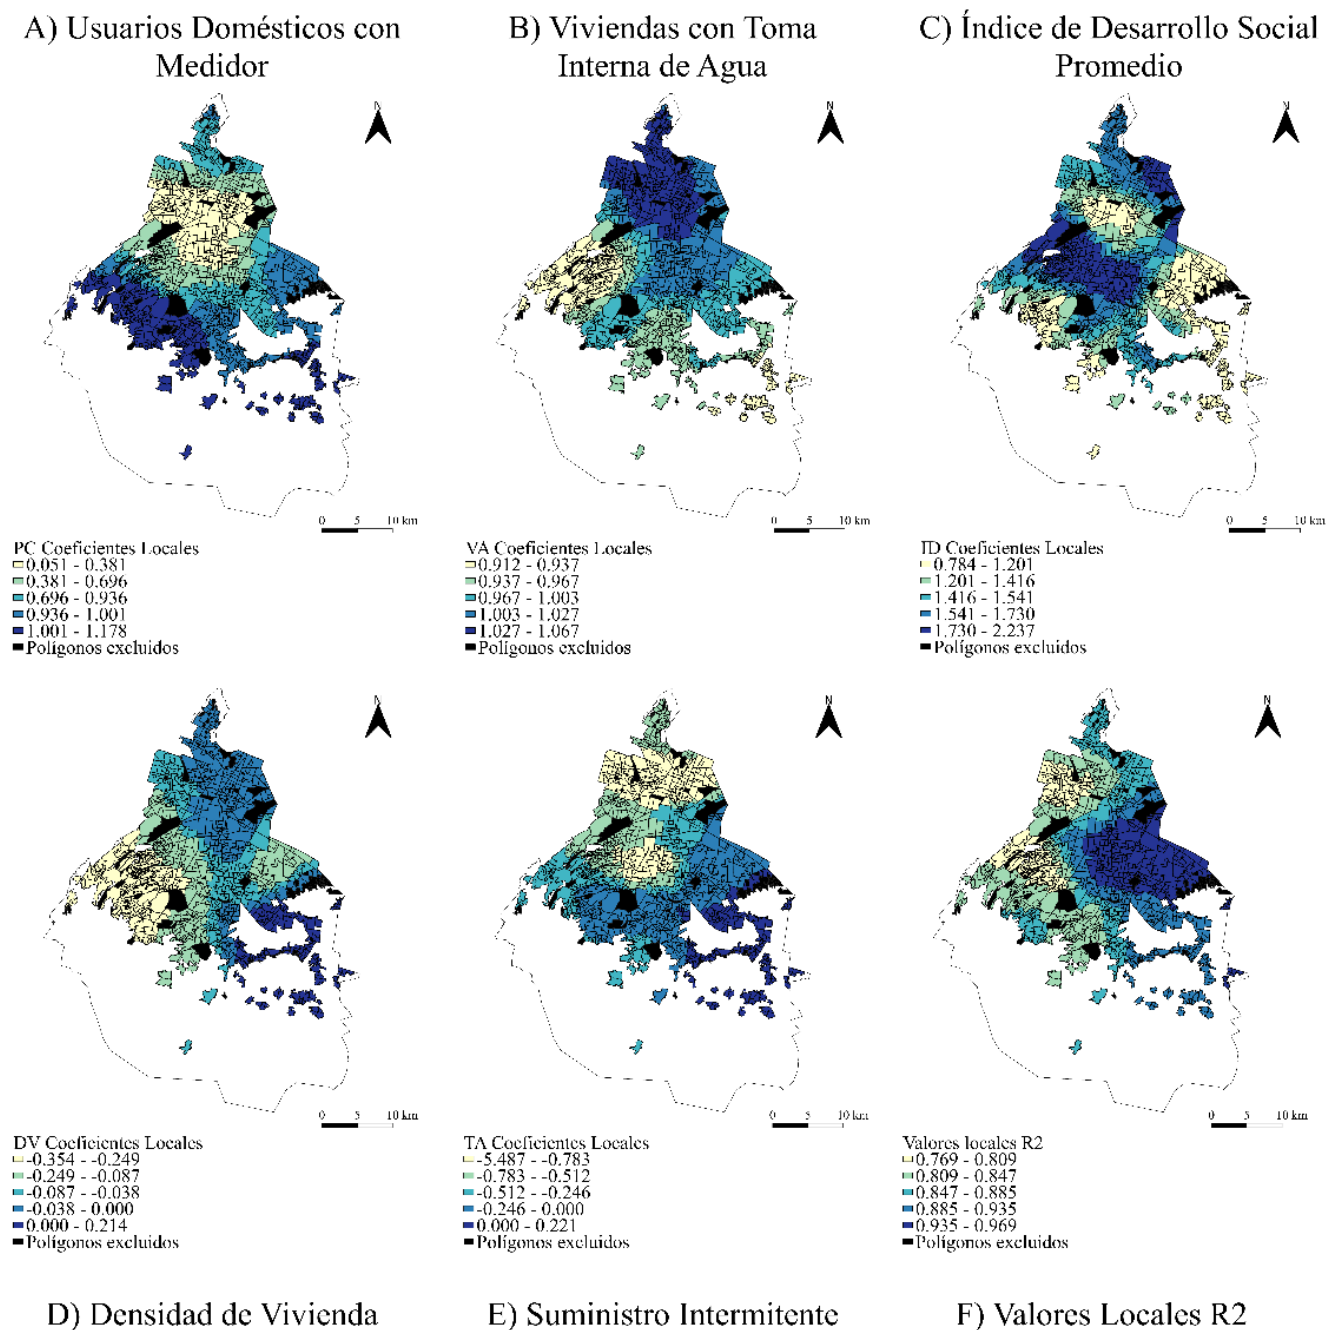 A) Usuarios Domésticos con
Medidor
B) Viviendas con Toma
Interna de Agua
C) Índice de Desarrollo Social
Promedio
N
N
N
0 5 10 km
0 5 10 km
0 5 10 km
PC Coeficientes Locales
0.051 - 0.381
0.381 - 0.696
0.696 - 0.936
0.936 - 1.001
1.001 - 1.178
Polígonos excluidos
VA Coeficientes Locales
0.912 - 0.937
0.937 - 0.967
0.967 - 1.003
1.003 - 1.027
1.027 - 1.067
Polígonos excluidos
ID Coeficientes Locales
0.784 - 1.201
1.201 - 1.416
1.416 - 1.541
1.541 - 1.730
1.730 - 2.237
Polígonos excluidos
N
N
N
0 5 10 km
0 5 10 km
0 5 10 km
DV Coeficientes Locales
-0.354 - -0.249
-0.249 - -0.087
-0.087 - -0.038
-0.038 - 0.000
0.000 - 0.214
Polígonos excluidos
TA Coeficientes Locales
-5.487 - -0.783
-0.783 - -0.512
-0.512 - -0.246
-0.246 - 0.000
0.000 - 0.221
Polígonos excluidos
Valores locales R2
0.769 - 0.809
0.809 - 0.847
0.847 - 0.885
0.885 - 0.935
0.935 - 0.969
Polígonos excluidos
D) Densidad de Vivienda
E) Suministro Intermitente
F) Valores Locales R2